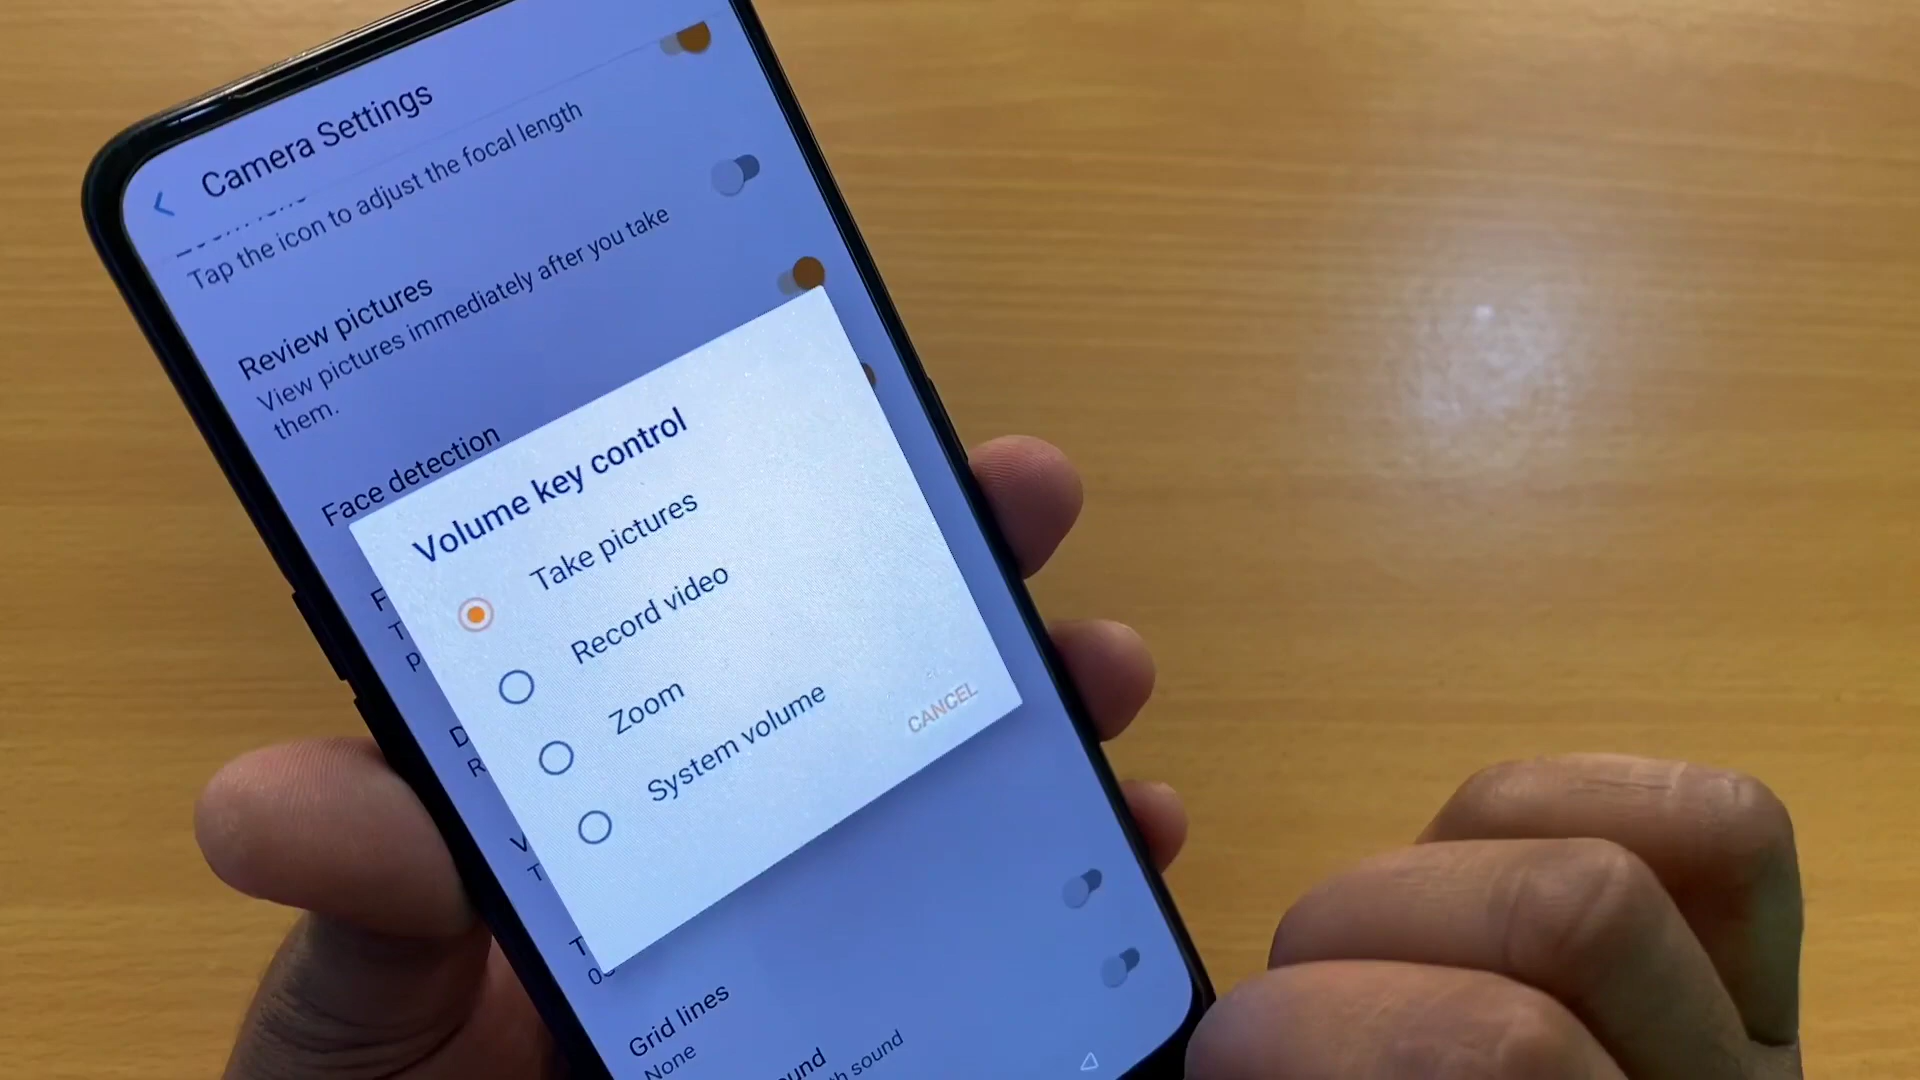 Camera Settings
Tap the icon to adjust the focal length
Review pictures
View pictures immediately after you take
them.
Face detection
Volume key control
Take pictures
Record video
Zoom
System volume
CANCEL
Grid lines
None
sound